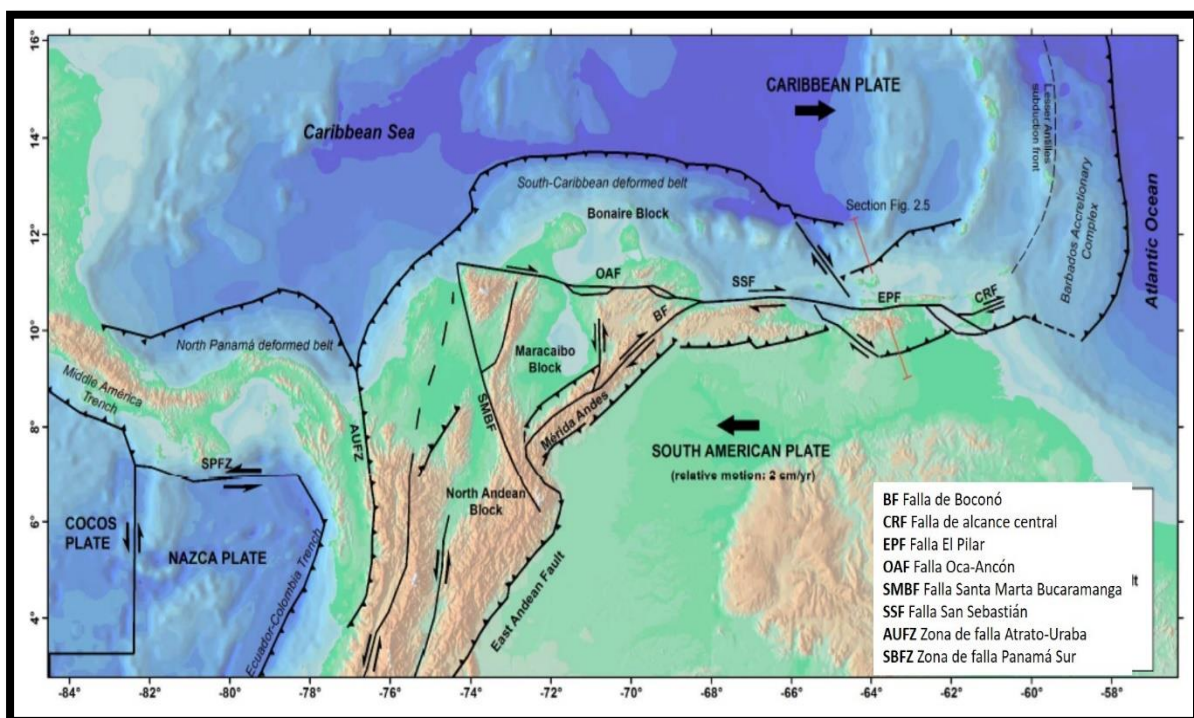 16°
14°
12°
10°
8°
6°
4°
-84°
-82°
-80°
-78°
-76°
-74°
-72°
-70°
-68°
-66°
-64°
-62°
-60°
-58°
CARIBBEAN PLATE
Caribbean Sea
Lesser Antilles
subduction front
South-Caribbean deformed belt
Bonaire Block
Section Fig. 2.5
Barbados Accretionary
Complex
Atlantic Ocean
OAF
SSF
EPF
CRF
BF
North Panamá deformed belt
Maracaibo
Block
Middle América
Trench
SMBF
AUFZ
Mérida Andes
SOUTH AMERICAN PLATE
(relative motion: 2 cm/yr)
SPFZ
North Andean
Block
COCOS
PLATE
NAZCA PLATE
Ecuador-Colombia Trench
East Andean Fault
BF Falla de Boconó
CRF Falla de alcance central
EPF Falla El Pilar
OAF Falla Oca-Ancón
SMBF Falla Santa Marta Bucaramanga
SSF Falla San Sebastián
AUFZ Zona de falla Atrato-Uraba
SBFZ Zona de falla Panamá Sur